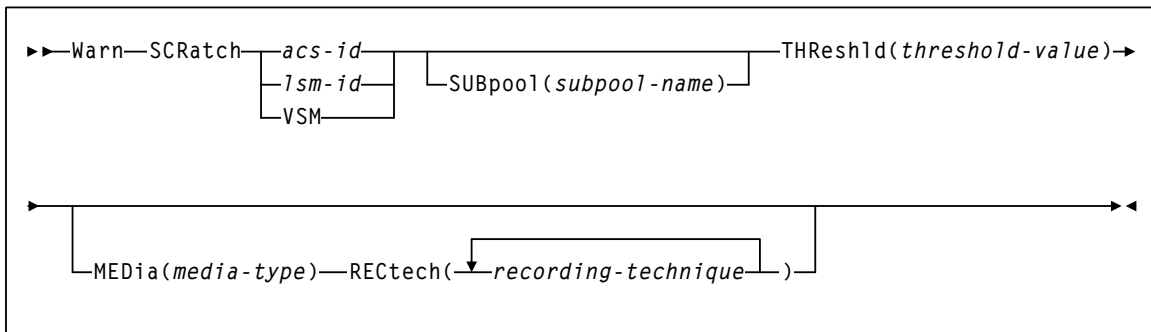 Warn SCRatch acs-id THReshld(threshold-value)
lsm-id SUBpool(subpool-name)
VSM
MEDia(media-type) RECtech( recording-technique )